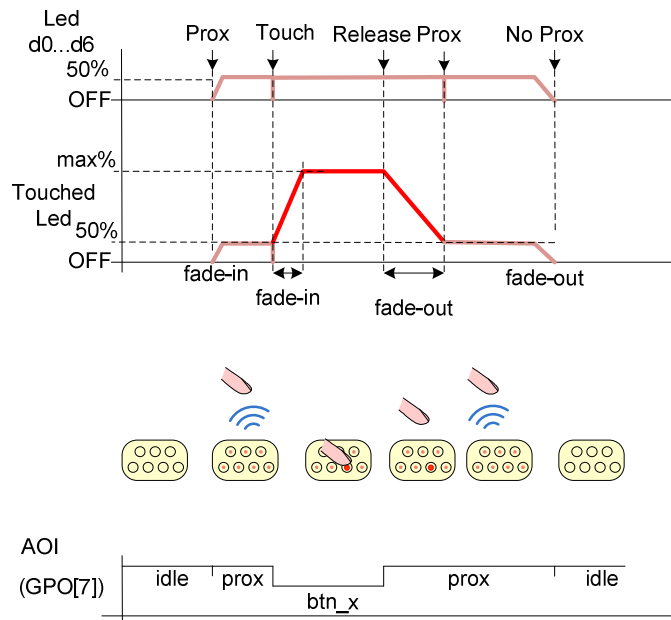 Led
d0...d6
Prox Touch Release Prox No Prox
50%
OFF
max%
Touched
Led
50%
OFF
fade-in
fade-in
fade-out
fade-out
AOI
(GPO[7])
idle prox btn_x prox idle